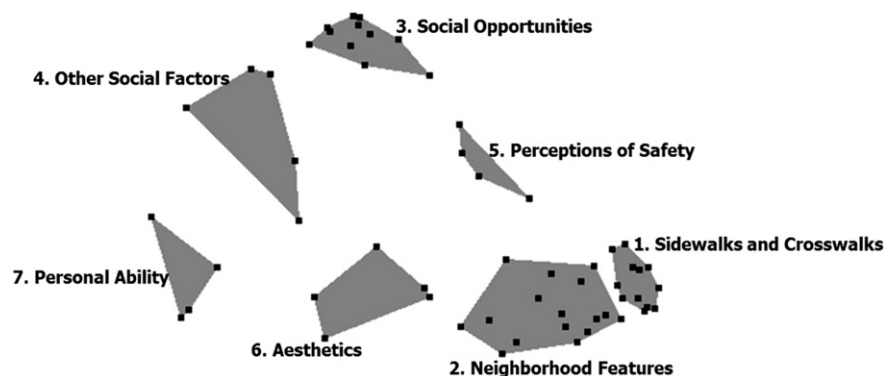 3. Social Opportunities
4. Other Social Factors
5. Perceptions of Safety
1. Sidewalks and Crosswalks
7. Personal Ability
6. Aesthetics
2. Neighborhood Features